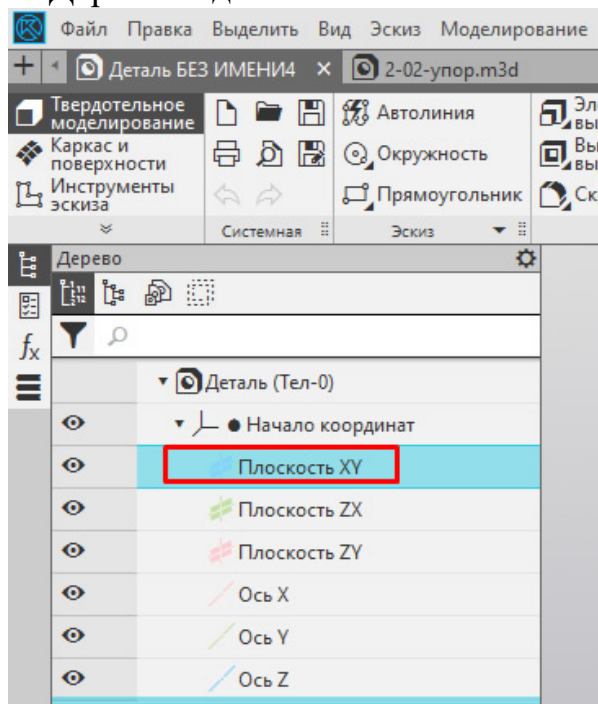 Файл Правка Выделить Вид Эскиз Моделирование
+ Деталь БЕЗ ИМЕНИ4 × 2-02-упор.m3d
Твердотельное моделирование
Автолиния
Каркас и поверхности
Окружность
Инструменты эскиза
Прямоугольник
Системная Эскиз
Дерево
fx
Деталь (Тел-0)
Начало координат
Плоскость XY
Плоскость ZX
Плоскость ZY
Ось X
Ось Y
Ось Z